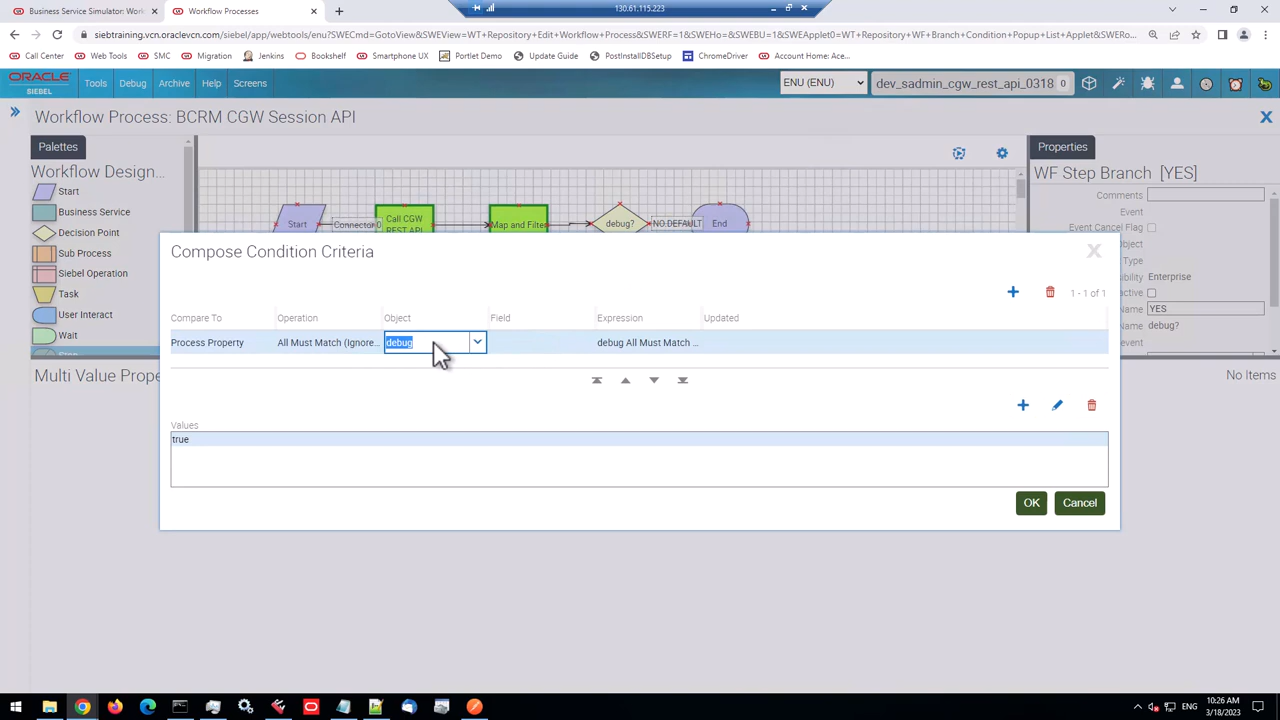 Business Service Simulator: Work
Workflow Processes
130.61.115.223
siebtraining.vcn.oraclevcn.com/siebel/app/webtools/enu?SWECmd=GotoView&SWEView=WT+Repository+Edit+Workflow+Process&SWERF=1&SWEHo=&SWEBU=1&SWEApplet0=WT+Repository+WF+Branch+Condition+Popup+List+Applet&SWERo...
Call Center
Web Tools
SMC
Migration
Jenkins
Bookshelf
Smartphone UX
Portlet Demo
Update Guide
PostInstallDBSetup
ChromeDriver
Account Home: Ace...
ORACLE
SIEBEL
Tools
Debug
Archive
Help
Screens
ENU (ENU)
dev_sadmin_cgw_rest_api_0318
0
Workflow Process: BCRM CGW Session API
Palettes
Workflow Design...
Start
Business Service
Decision Point
Sub Process
Siebel Operation
Task
User Interact
Wait
Start
Connector 0
Call CGW
REST API
Map and Filter
debug?
NO:DEFAULT
End
Properties
WF Step Branch [YES]
Comments
Event
Event Cancel Flag
Object
Type
Enterprise
YES
Name
debug?
Multi Value Prope
No Items
Compose Condition Criteria
1 - 1 of 1
Compare To
Operation
Object
Field
Expression
Updated
Process Property
All Must Match (Ignore...
debug
debug All Must Match ...
Values
true
OK
Cancel
10:26 AM
3/18/2023